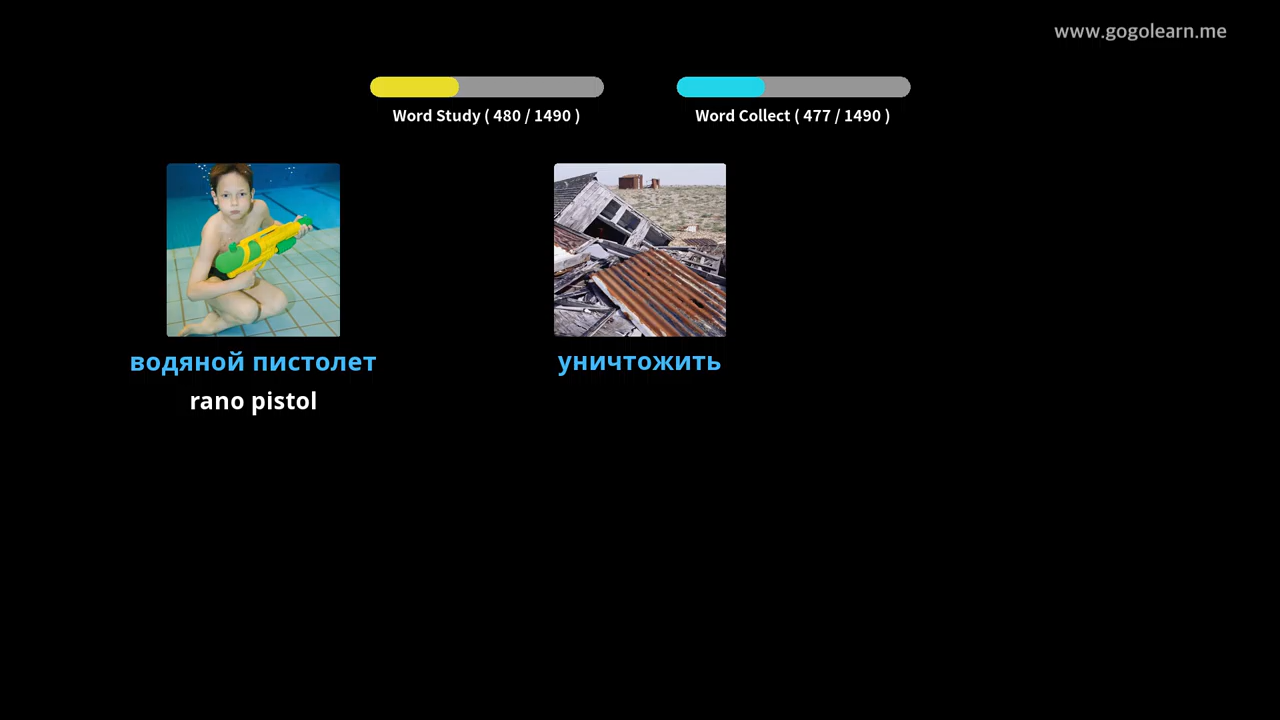 www.gogolearn.me
Word Study ( 480 / 1490 )
Word Collect ( 477 / 1490 )
водяной пистолет
rano pistol
уничтожить